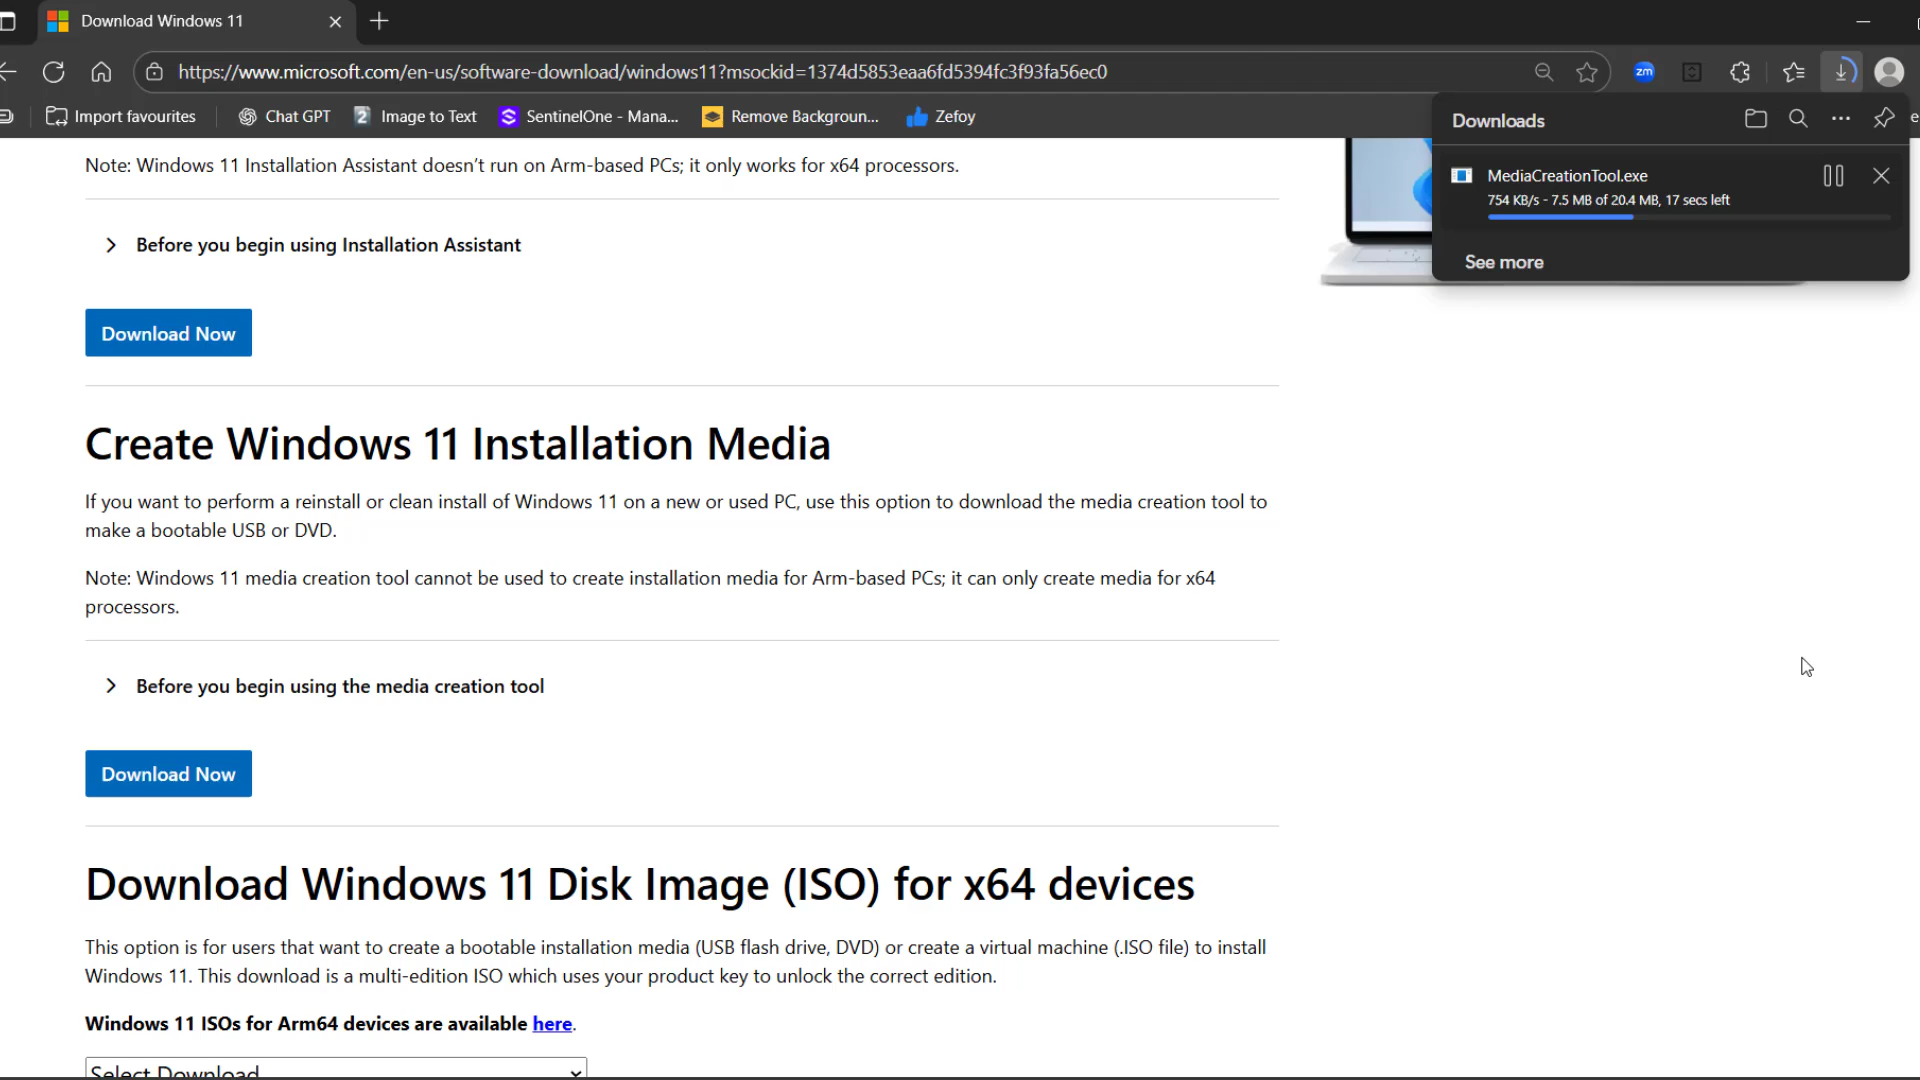 Download Windows 11
https://www.microsoft.com/en-us/software-download/windows11?msockid=1374d5853eaa6fd5394fc3f93fa56ec0
zm
Import favourites
Chat GPT
2
Image to Text
SentinelOne - Mana...
Remove Backgroun...
Zefoy
Downloads
MediaCreationTool.exe
754 KB/s - 7.5 MB of 20.4 MB, 17 secs left
See more
Note: Windows 11 Installation Assistant doesn’t run on Arm-based PCs; it only works for x64 processors.
Before you begin using Installation Assistant
Download Now
Create Windows 11 Installation Media
If you want to perform a reinstall or clean install of Windows 11 on a new or used PC, use this option to download the media creation tool to
make a bootable USB or DVD.
Note: Windows 11 media creation tool cannot be used to create installation media for Arm-based PCs; it can only create media for x64
processors.
Before you begin using the media creation tool
Download Now
Download Windows 11 Disk Image (ISO) for x64 devices
This option is for users that want to create a bootable installation media (USB flash drive, DVD) or create a virtual machine (.ISO file) to install
Windows 11. This download is a multi-edition ISO which uses your product key to unlock the correct edition.
Windows 11 ISOs for Arm64 devices are available here.
Select Download